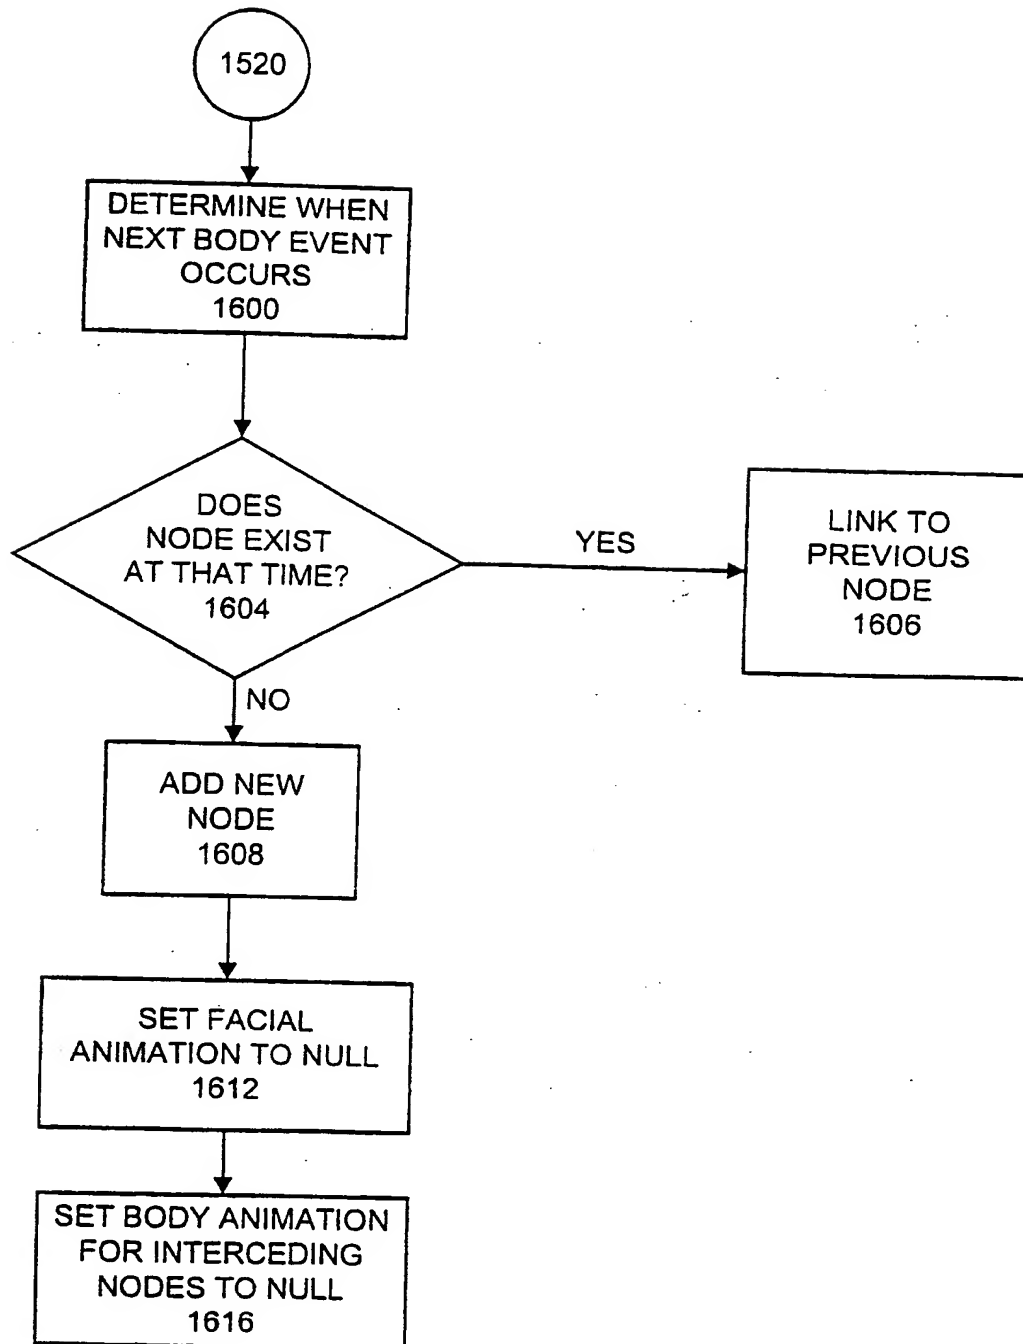 1520
DETERMINE WHEN
NEXT BODY EVENT
OCCURS
1600
DOES
NODE EXIST
AT THAT TIME?
1604
YES
LINK TO
PREVIOUS
NODE
1606
NO
ADD NEW
NODE
1608
SET FACIAL
ANIMATION TO NULL
1612
SET BODY ANIMATION
FOR INTERCEDING
NODES TO NULL
1616